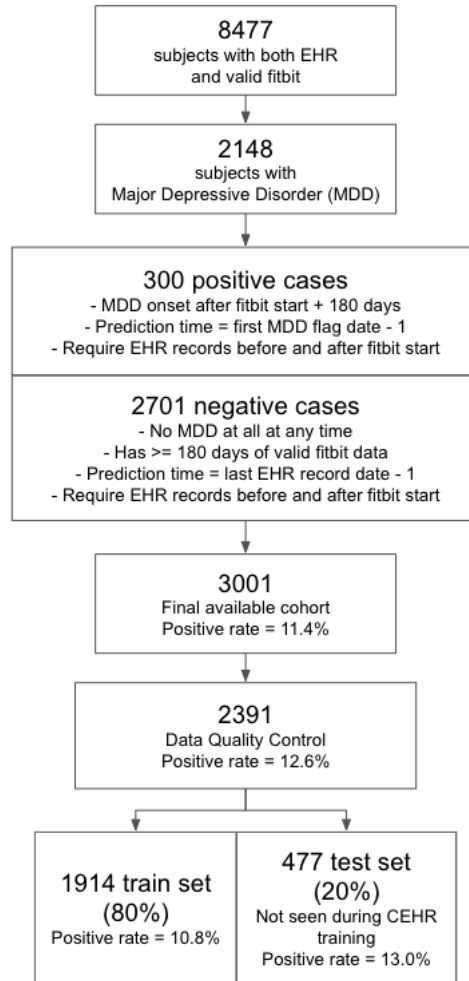 8477
subjects with both EHR
and valid fitbit
2148
subjects with
Major Depressive Disorder (MDD)
300 positive cases
- MDD onset after fitbit start + 180 days
- Prediction time = first MDD flag date - 1
- Require EHR records before and after fitbit start
2701 negative cases
- No MDD at all at any time
- Has >= 180 days of valid fitbit data
- Prediction time = last EHR record date - 1
- Require EHR records before and after fitbit start
3001
Final available cohort
Positive rate = 11.4%
2391
Data Quality Control
Positive rate = 12.6%
1914 train set
(80%)
Positive rate = 10.8%
477 test set
(20%)
Not seen during CEHR
training
Positive rate = 13.0%